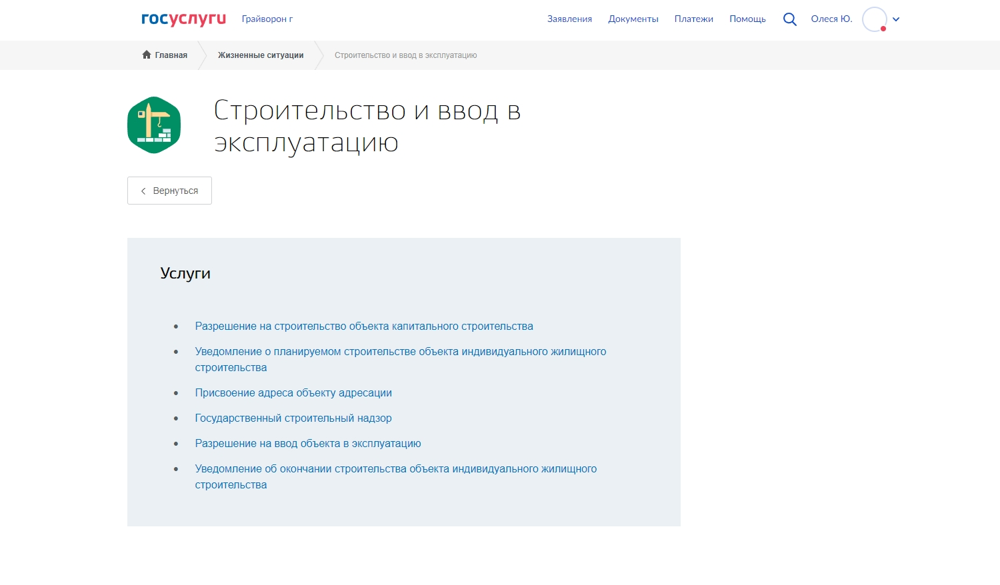 госуслуги Грайворон г Заявления Документы Платежи Помощь Олеся Ю.
Главная Жизненные ситуации Строительство и ввод в эксплуатацию
Строительство и ввод в
эксплуатацию
Вернуться
Услуги
Разрешение на строительство объекта капитального строительства
Уведомление о планируемом строительстве объекта индивидуального жилищного
строительства
Присвоение адреса объекту адресации
Государственный строительный надзор
Разрешение на ввод объекта в эксплуатацию
Уведомление об окончании строительства объекта индивидуального жилищного
строительства